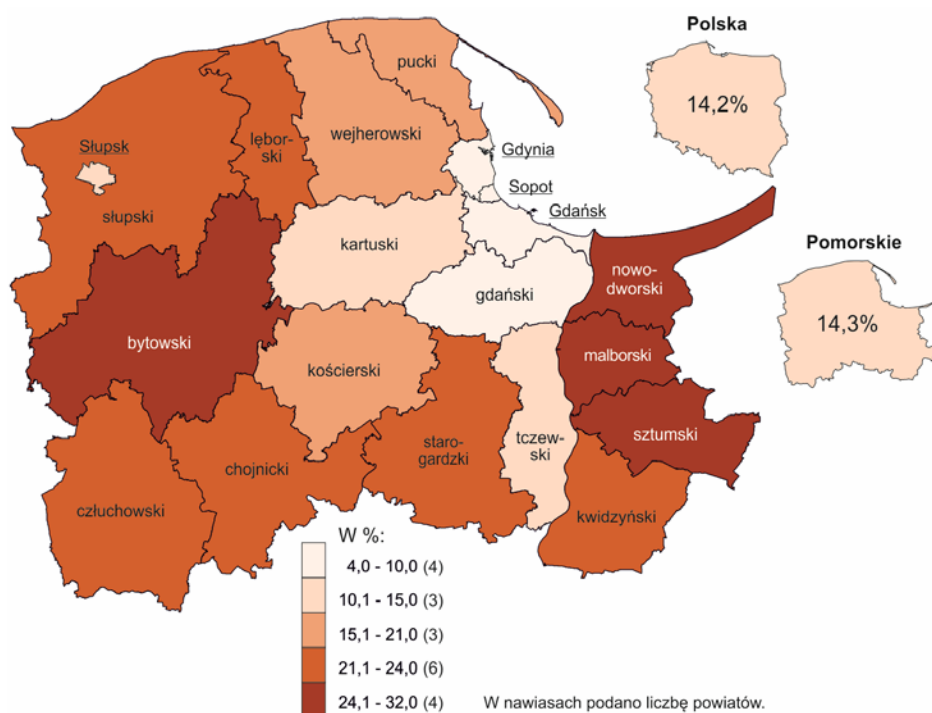 Polska
14,2%
pucki
wejherowski
lębor-
ski
Słupsk
słupski
Gdynia
Sopot
Gdańsk
kartuski
gdański
nowo-
dworski
Pomorskie
14,3%
bytowski
kościerski
malborski
sztumski
staro-
gardzki
tczew-
ski
chojnicki
człuchowski
kwidzyński
W %:
4,0 - 10,0 (4)
10,1 - 15,0 (3)
15,1 - 21,0 (3)
21,1 - 24,0 (6)
24,1 - 32,0 (4)
W nawiasach podano liczbę powiatów.